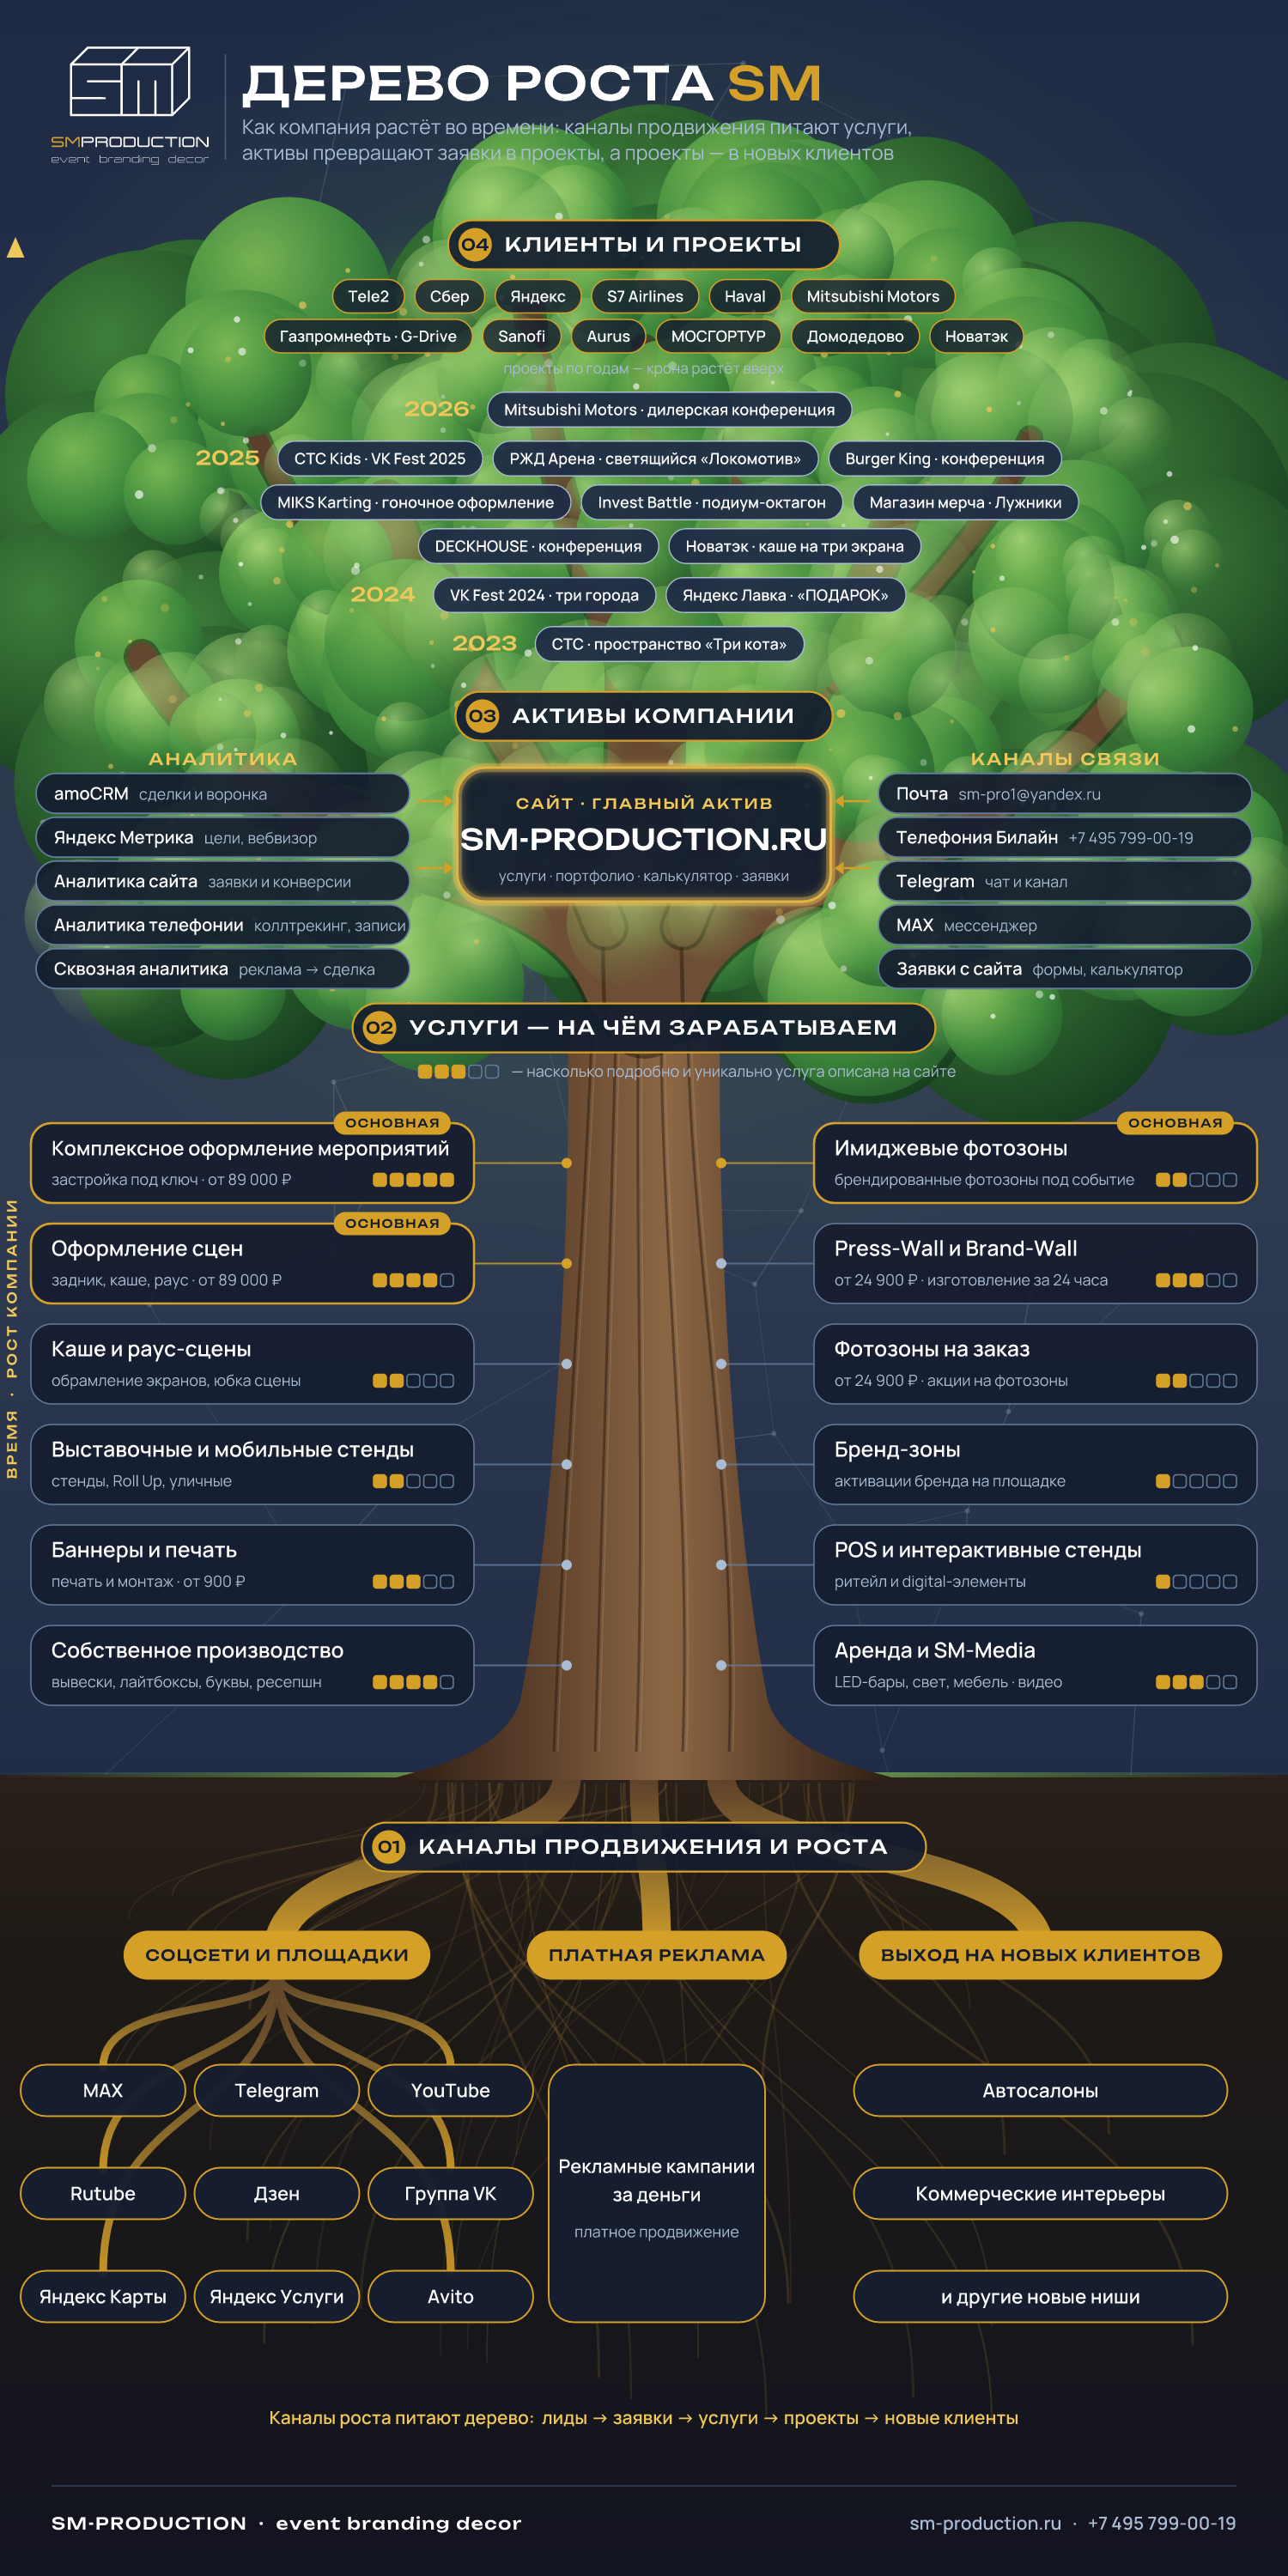 SM
SMPRODUCTION
event branding decor
ДЕРЕВО РОСТА SM
Как компания растёт во времени: каналы продвижения питают услуги,
активы превращают заявки в проекты, а проекты — в новых клиентов
04 КЛИЕНТЫ И ПРОЕКТЫ
Tele2 Сбер Яндекс S7 Airlines Haval Mitsubishi Motors
Газпромнефть · G-Drive Sanofi Aurus МОСГОРТУР Домодедово Новатэк
проекты по годам — крона растёт вверх
2026 Mitsubishi Motors · дилерская конференция
2025 СТС Kids · VK Fest 2025 РЖД Арена · светящийся «Локомотив» Burger King · конференция
MIKS Karting · гоночное оформление Invest Battle · подиум-октагон Магазин мерча · Лужники
DECKHOUSE · конференция Новатэк · каше на три экрана
2024 VK Fest 2024 · три города Яндекс Лавка · «ПОДАРОК»
2023 СТС · пространство «Три кота»
03 АКТИВЫ КОМПАНИИ
АНАЛИТИКА
amoCRM сделки и воронка
Яндекс Метрика цели, вебвизор
Аналитика сайта заявки и конверсии
Аналитика телефонии коллтрекинг, записи
Сквозная аналитика реклама → сделка
САЙТ · ГЛАВНЫЙ АКТИВ
SM-PRODUCTION.RU
услуги · портфолио · калькулятор · заявки
КАНАЛЫ СВЯЗИ
Почта sm-pro1@yandex.ru
Телефония Билайн +7 495 799-00-19
Telegram чат и канал
MAX мессенджер
Заявки с сайта формы, калькулятор
02 УСЛУГИ — НА ЧЁМ ЗАРАБАТЫВАЕМ
— насколько подробно и уникально услуга описана на сайте
ВРЕМЯ · РОСТ КОМПАНИИ
ОСНОВНАЯ
Комплексное оформление мероприятий
застройка под ключ · от 89 000 ₽
ОСНОВНАЯ
Оформление сцен
задник, каше, раус · от 89 000 ₽
Каше и раус-сцены
обрамление экранов, юбка сцены
Выставочные и мобильные стенды
стенды, Roll Up, уличные
Баннеры и печать
печать и монтаж · от 900 ₽
Собственное производство
вывески, лайтбоксы, буквы, ресепшн
ОСНОВНАЯ
Имиджевые фотозоны
брендированные фотозоны под событие
Press-Wall и Brand-Wall
от 24 900 ₽ · изготовление за 24 часа
Фотозоны на заказ
от 24 900 ₽ · акции на фотозоны
Бренд-зоны
активации бренда на площадке
POS и интерактивные стенды
ритейл и digital-элементы
Аренда и SM-Media
LED-бары, свет, мебель · видео
01 КАНАЛЫ ПРОДВИЖЕНИЯ И РОСТА
СОЦСЕТИ И ПЛОЩАДКИ
MAX Telegram YouTube
Rutube Дзен Группа VK
Яндекс Карты Яндекс Услуги Avito
ПЛАТНАЯ РЕКЛАМА
Рекламные кампании
за деньги
платное продвижение
ВЫХОД НА НОВЫХ КЛИЕНТОВ
Автосалоны
Коммерческие интерьеры
и другие новые ниши
Каналы роста питают дерево: лиды → заявки → услуги → проекты → новые клиенты
SM-PRODUCTION · event branding decor
sm-production.ru · +7 495 799-00-19